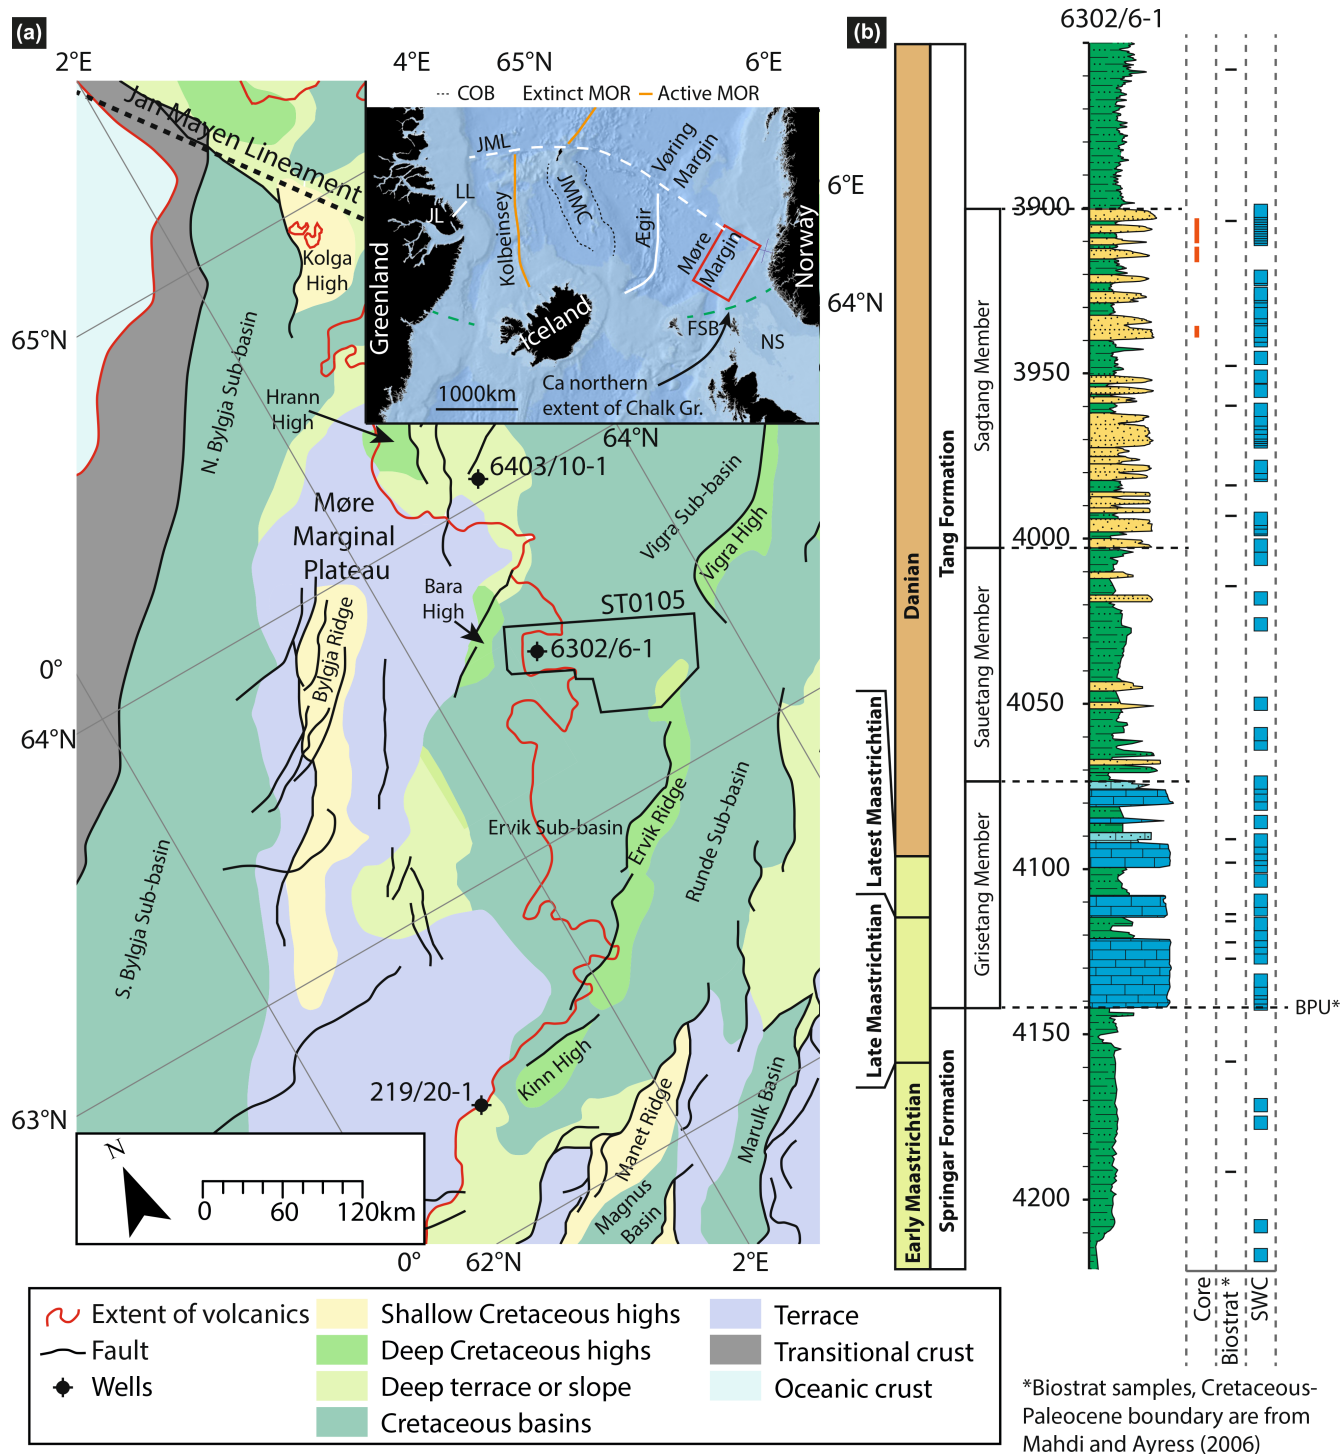 (a)
2°E
4°E
65°N
6°E
COB
Extinct MOR
Active MOR
Jan Mayen Lineament
JML
Vøring
Margin
LL
JL
JMMC
Kolbeinsey
Ægir
Møre
Margin
Norway
Greenland
Iceland
FSB
NS
1000km
Ca northern
extent of Chalk Gr.
6°E
64°N
Kolga
High
65°N
N. Bylgja Sub-basin
Hrann
High
64°N
6403/10-1
Møre
Marginal
Plateau
Vigra Sub-basin
Vigra High
Bara
High
ST0105
6302/6-1
Bylgja Ridge
0°
64°N
Ervik Sub-basin
Ervik Ridge
Runde Sub-basin
S. Bylgja Sub-basin
Kinn High
219/20-1
Manet Ridge
Marulk Basin
Magnus
Basin
63°N
N
0
60
120km
0°
62°N
2°E
Extent of volcanics
Fault
Wells
Shallow Cretaceous highs
Deep Cretaceous highs
Deep terrace or slope
Cretaceous basins
Terrace
Transitional crust
Oceanic crust
(b)
6302/6-1
Danian
Latest Maastrichtian
Late Maastrichtian
Early Maastrichtian
Tang Formation
Springar Formation
Sagtang Member
Sauetang Member
Grisetang Member
3900
3950
4000
4050
4100
4150
4200
BPU*
Core
Biostrat *
SWC
*Biostrat samples, Cretaceous-
Paleocene boundary are from
Mahdi and Ayress (2006)